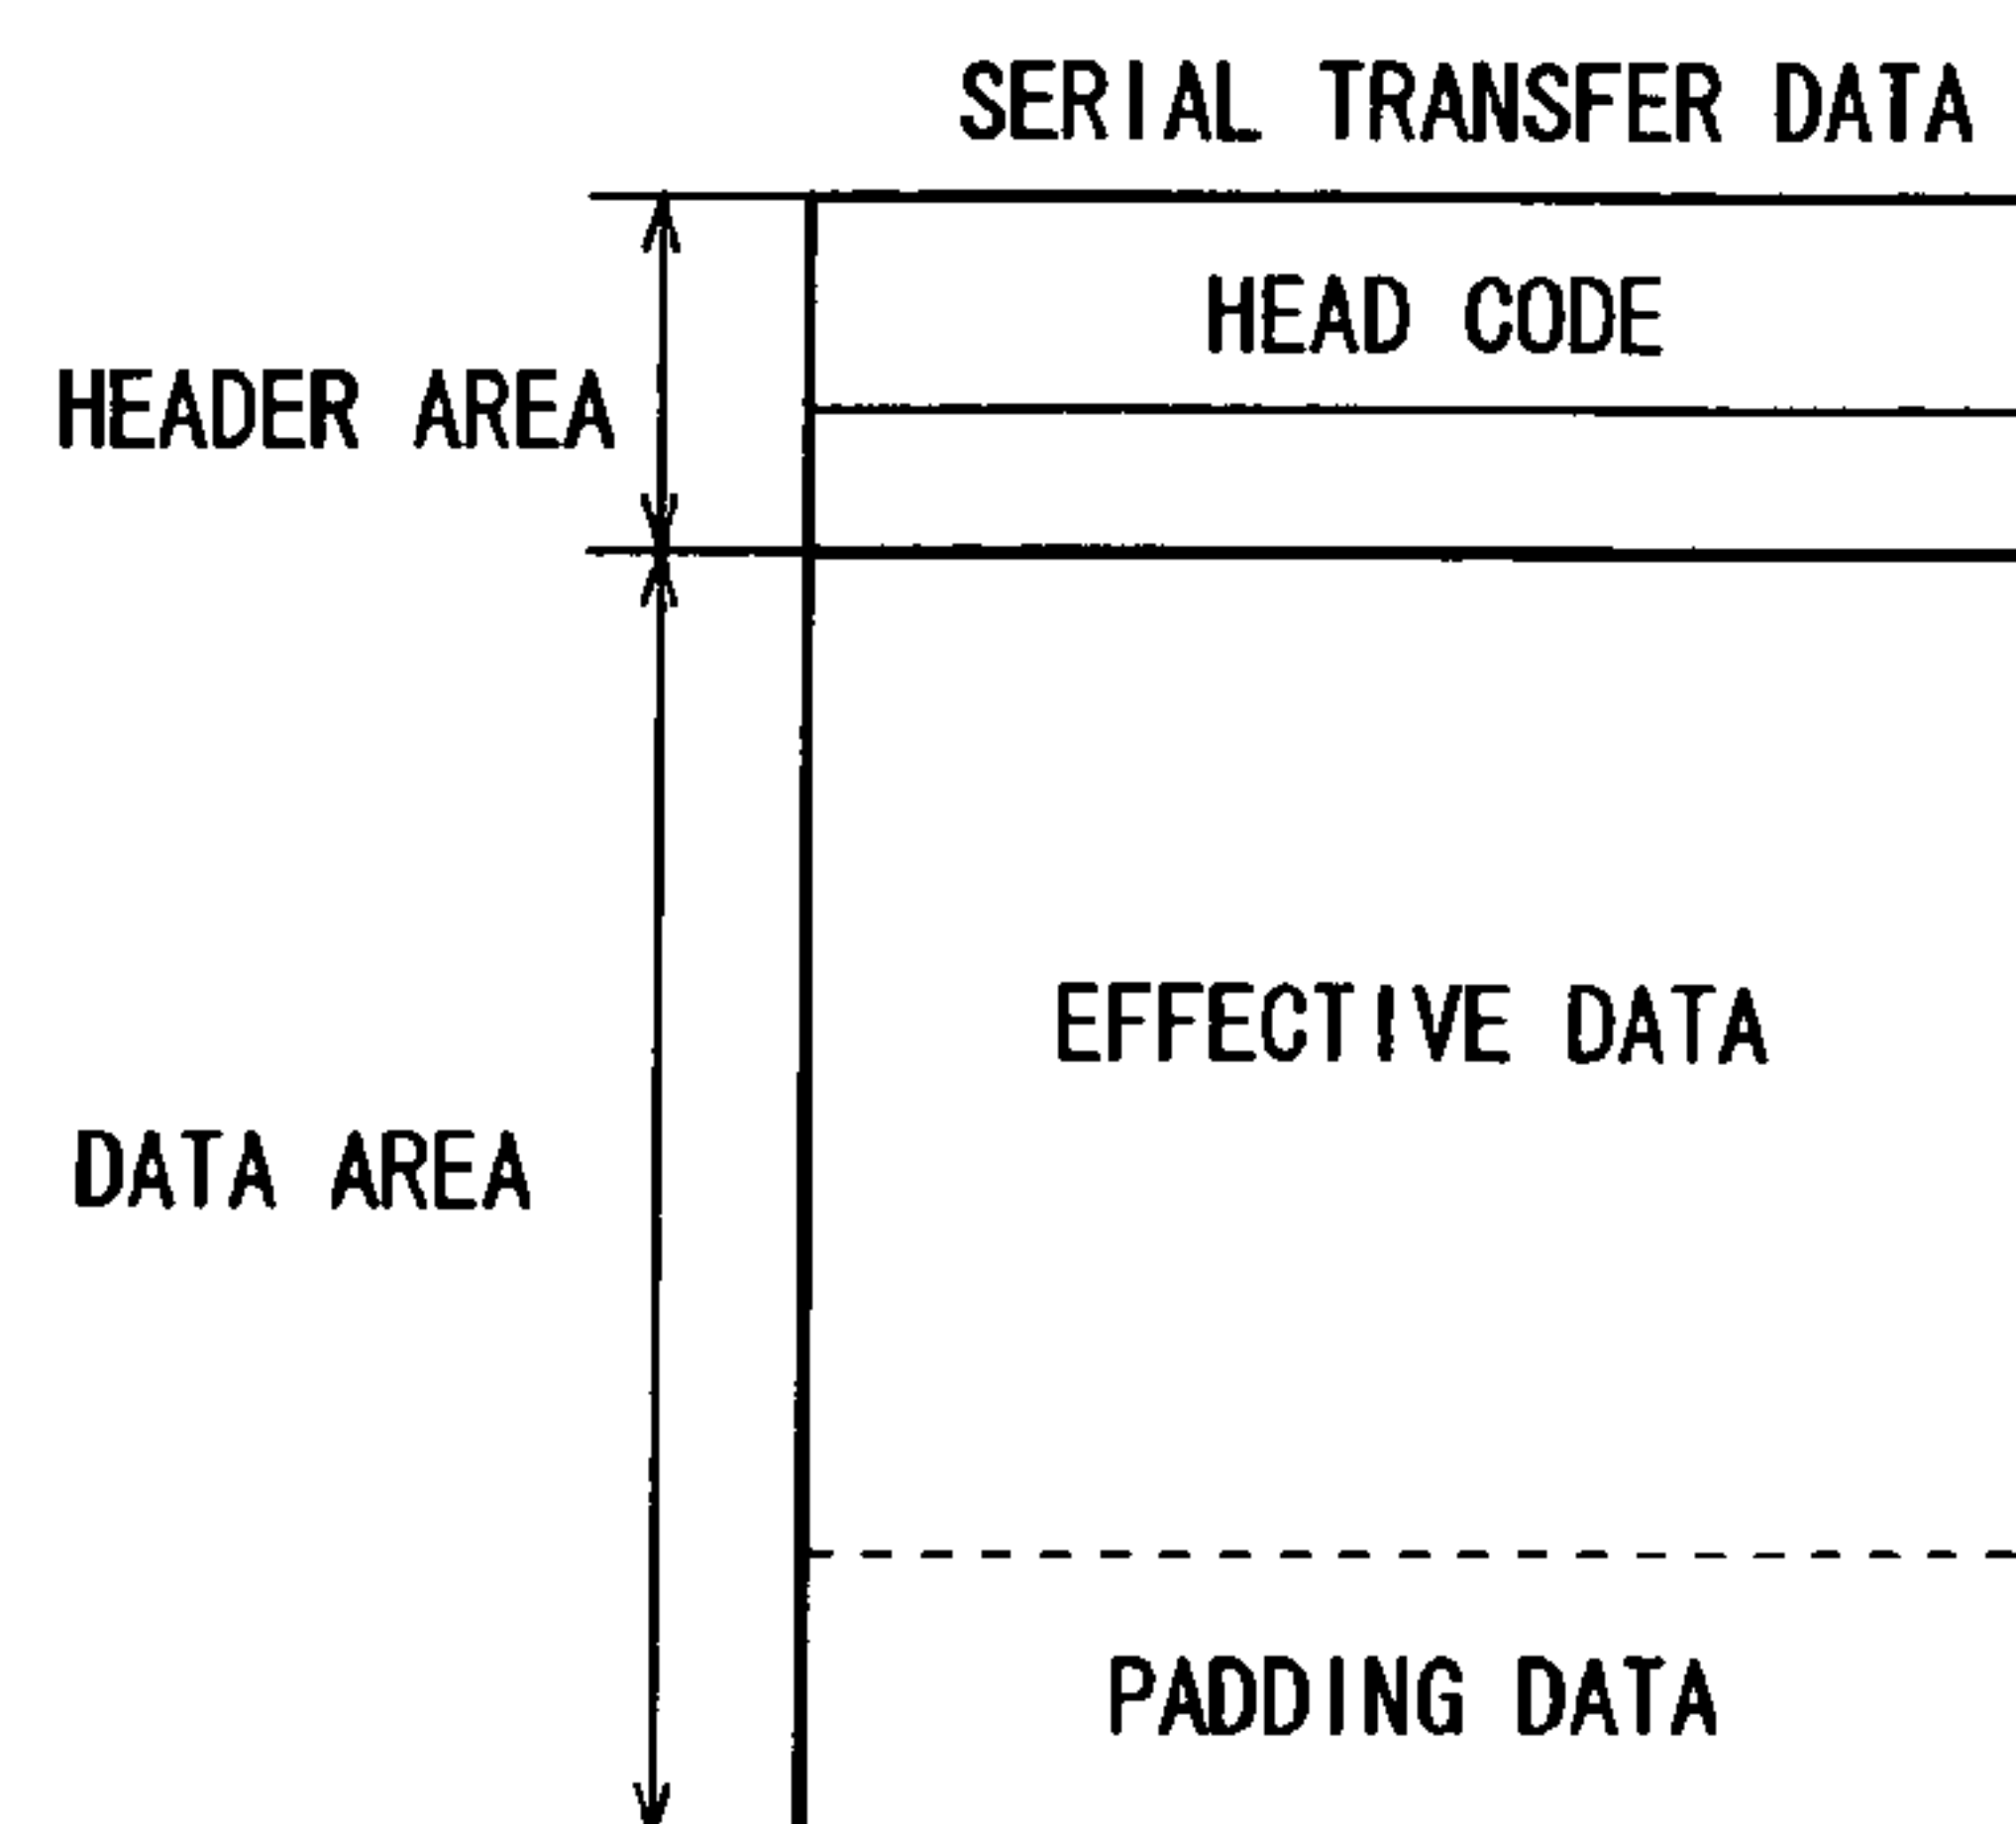 SERIAL TRANSFER DATA
HEAD CODE
HEADER AREA
EFFECTIVE DATA
DATA AREA
PADDING DATA